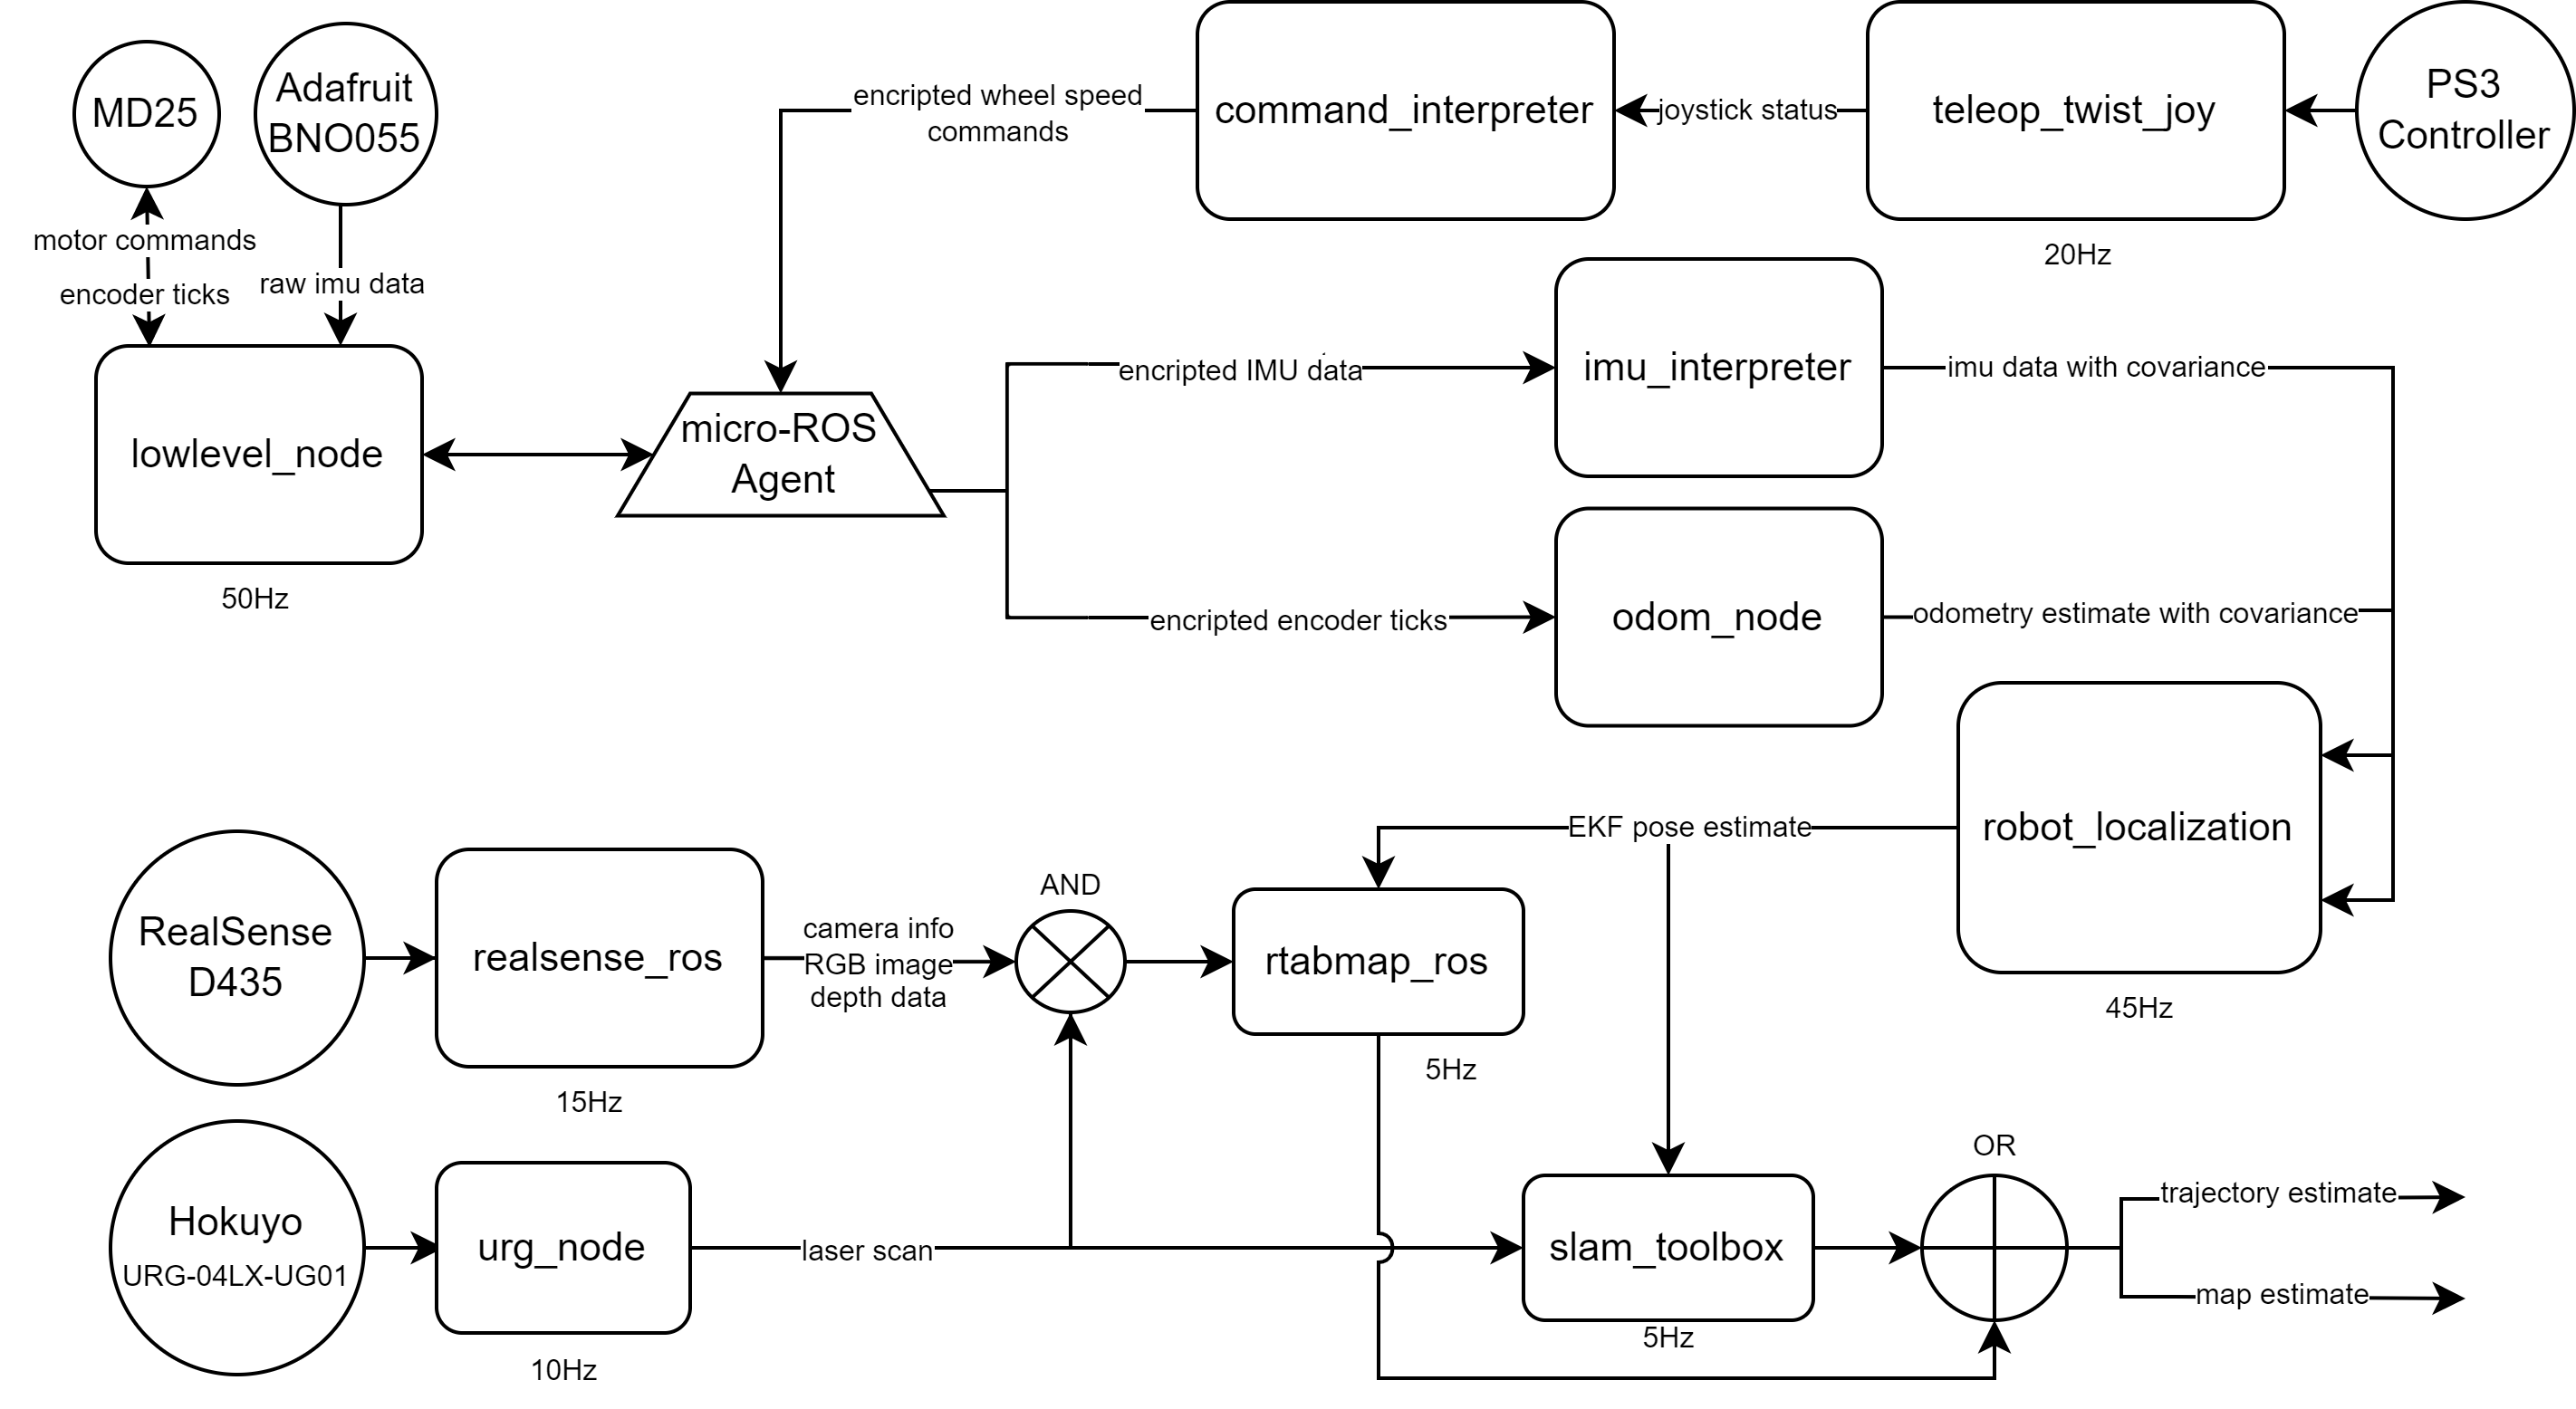 MD25
Adafruit
BNO055
encripted wheel speed
commands
command_interpreter
joystick status
teleop_twist_joy
PS3
Controller
20Hz
motor commands
encoder ticks
raw imu data
lowlevel_node
50Hz
micro-ROS
Agent
encripted IMU data
imu_interpreter
imu data with covariance
encripted encoder ticks
odom_node
odometry estimate with covariance
robot_localization
45Hz
EKF pose estimate
RealSense
D435
realsense_ros
15Hz
camera info
RGB image
depth data
AND
rtabmap_ros
5Hz
Hokuyo
URG-04LX-UG01
urg_node
10Hz
laser scan
slam_toolbox
5Hz
OR
trajectory estimate
map estimate